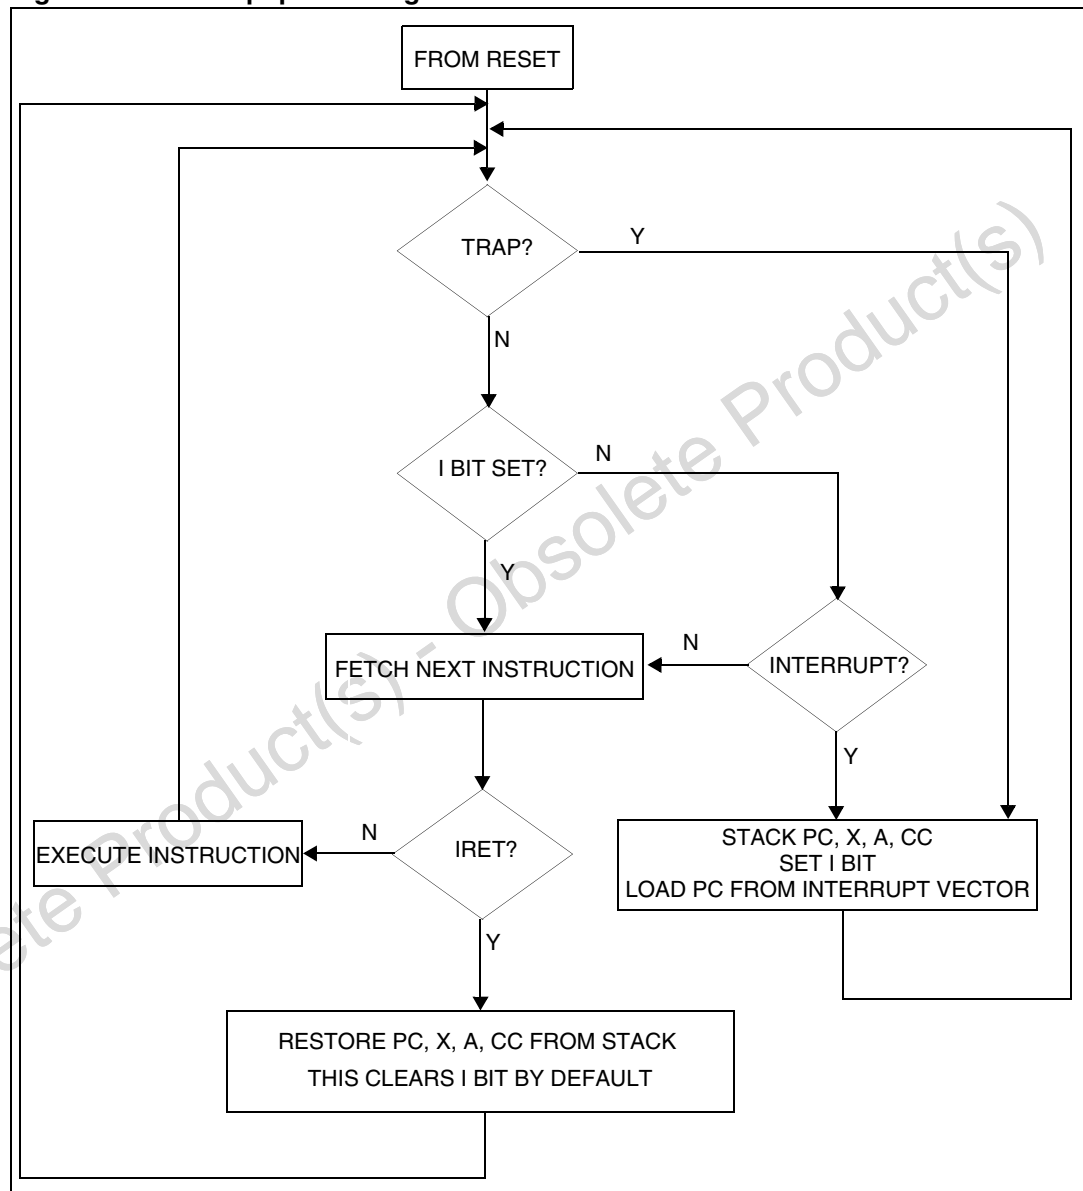 FROM RESET
TRAP?
Y
N
I BIT SET?
N
Y
FETCH NEXT INSTRUCTION
N
INTERRUPT?
Y
EXECUTE INSTRUCTION
N
IRET?
STACK PC, X, A, CC
SET I BIT
LOAD PC FROM INTERRUPT VECTOR
Y
RESTORE PC, X, A, CC FROM STACK
THIS CLEARS I BIT BY DEFAULT
Product(s) - Obsolete Product(s)